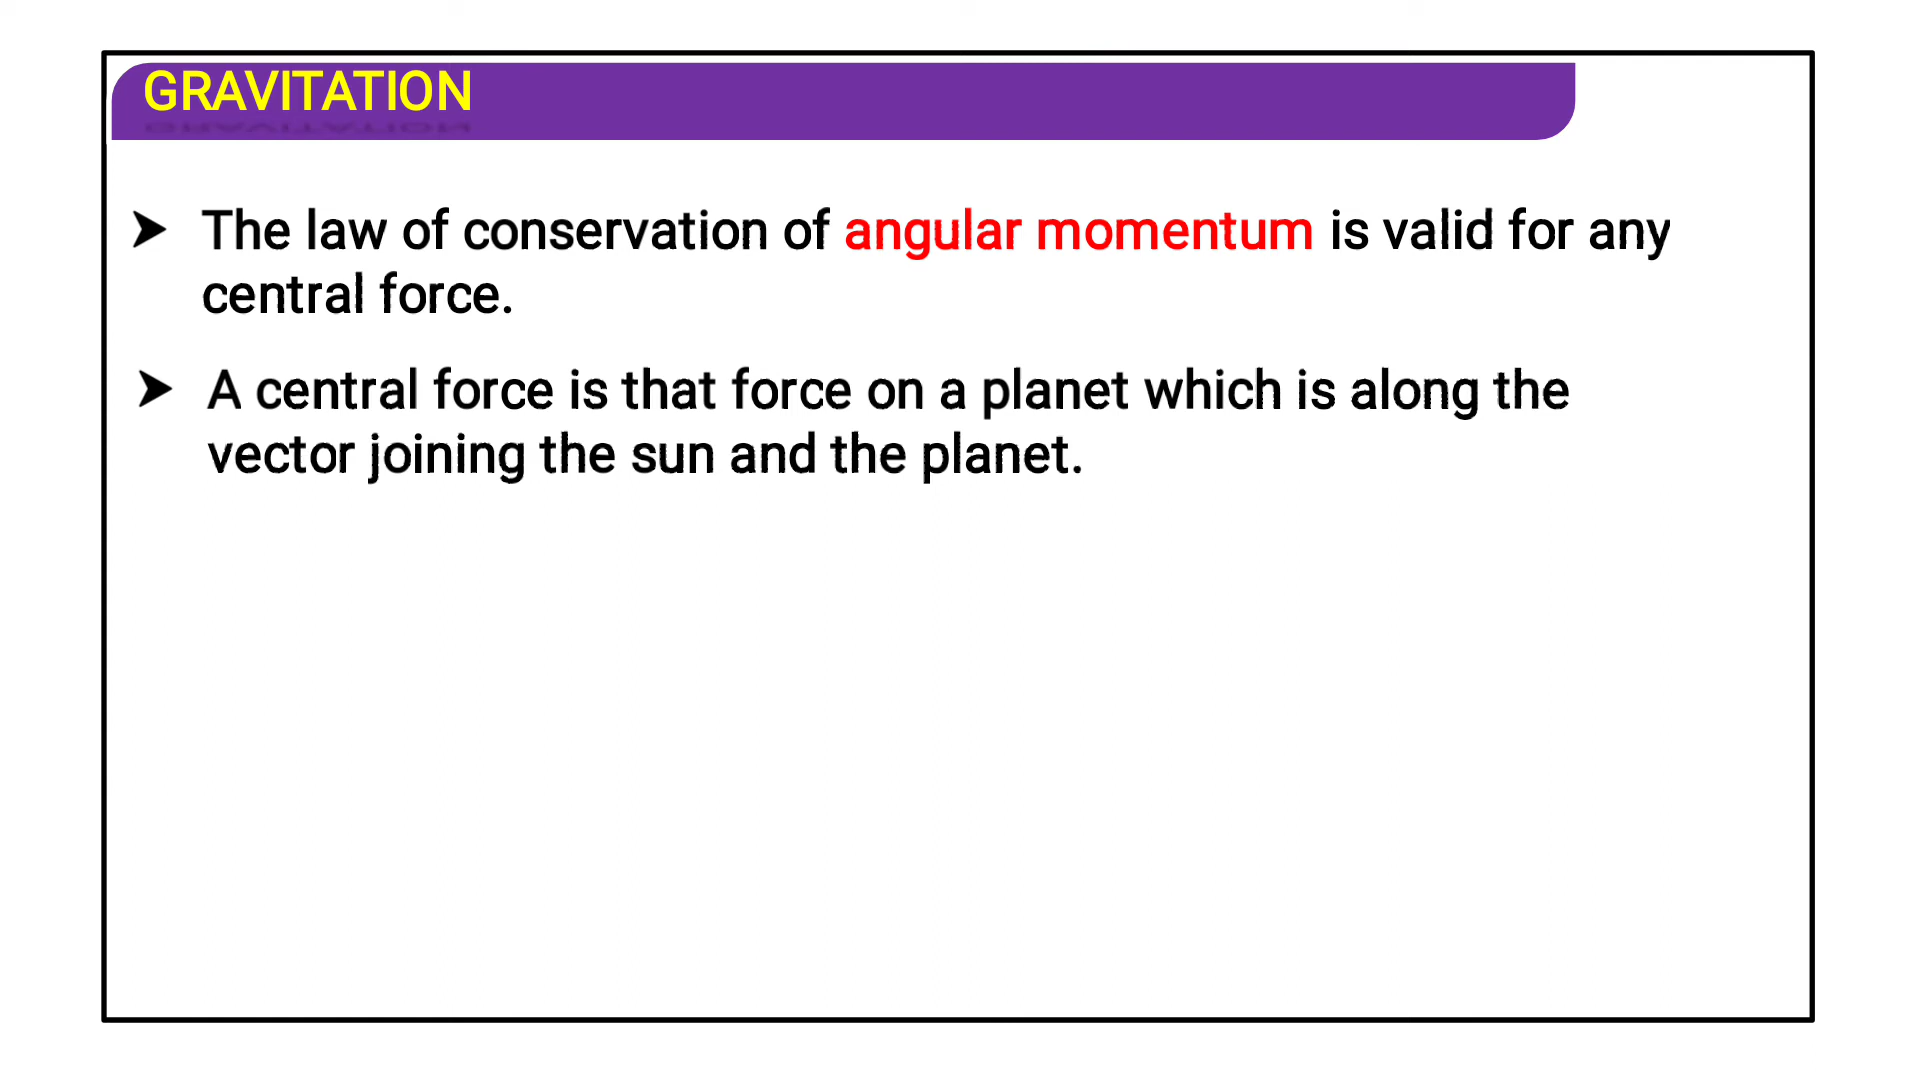 GRAVITATION
➤ The law of conservation of angular momentum is valid for any
central force.
➤ A central force is that force on a planet which is along the
vector joining the sun and the planet.